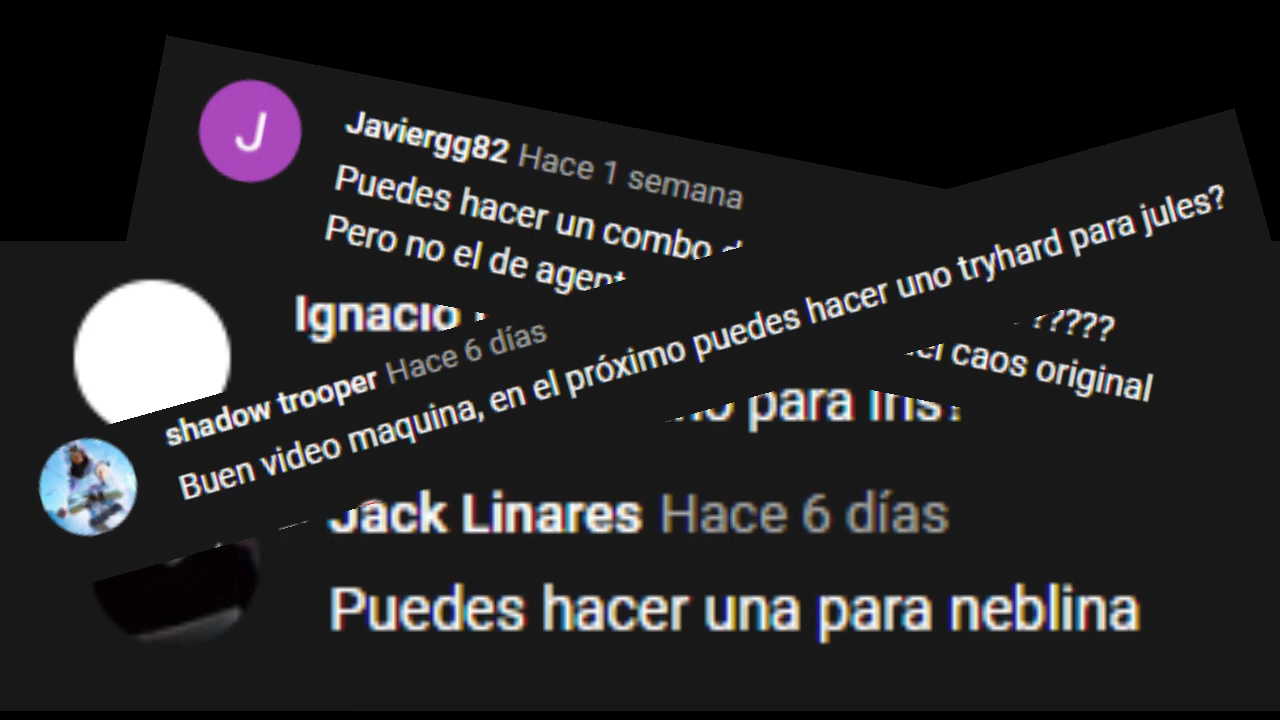 J
Javiergg82 Hace 1 semana
Puedes hacer un combo
?????
Pero no el de
caos original
Ignacio
para Iris?
shadow trooper Hace 6 días
Buen video maquina, en el próximo puedes hacer uno tryhard para jules?
Jack Linares Hace 6 días
Puedes hacer una para neblina